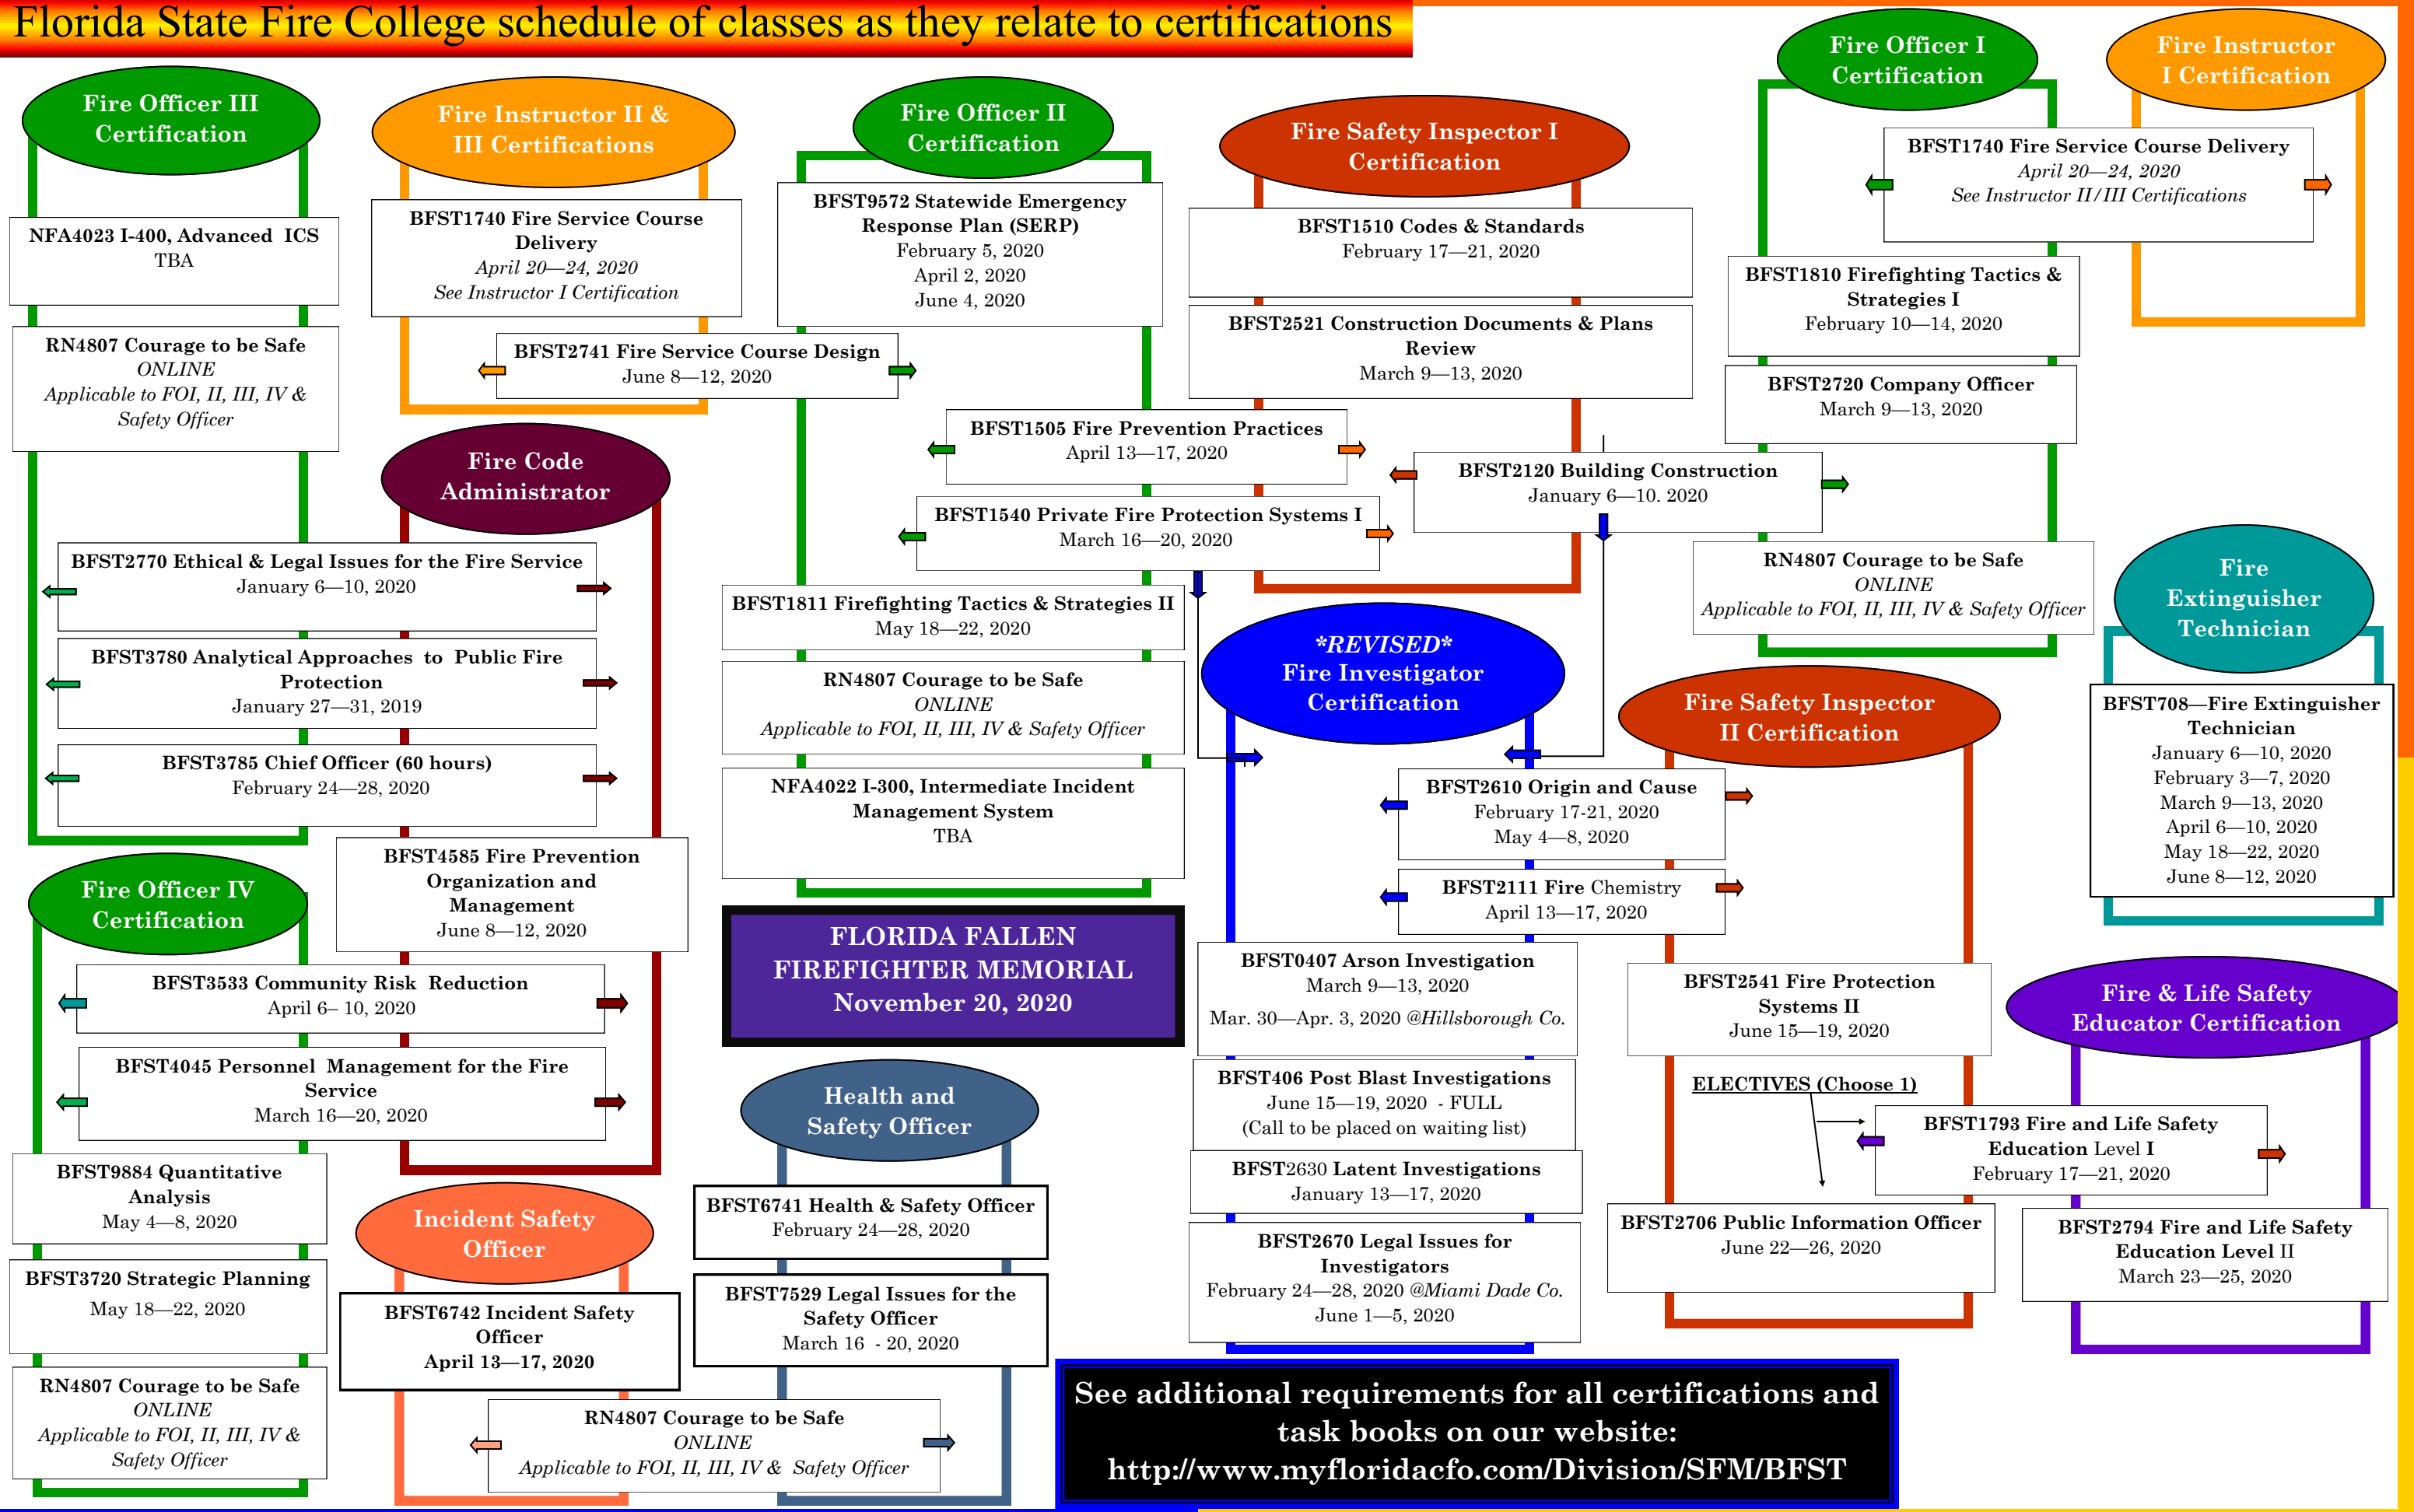 Florida State Fire College schedule of classes as they relate to certifications
Fire Officer III
Certification
NFA4023 I-400, Advanced  ICS
TBA
RN4807 Courage to be Safe
ONLINE
Applicable to FOI, II, III, IV &
Safety Officer
Fire Instructor II &
III Certifications
BFST1740 Fire Service Course
Delivery
April 20—24, 2020
See Instructor I Certification
BFST2741 Fire Service Course Design
June 8—12, 2020
Fire Code
Administrator
BFST2770 Ethical & Legal Issues for the Fire Service
January 6—10, 2020
BFST3780 Analytical Approaches  to  Public Fire
Protection
January 27—31, 2019
BFST3785 Chief Officer (60 hours)
February 24—28, 2020
BFST4585 Fire Prevention
Organization and
Management
June 8—12, 2020
Fire Officer IV
Certification
BFST3533 Community Risk  Reduction
April 6– 10, 2020
BFST4045 Personnel  Management for the Fire
Service
March 16—20, 2020
BFST9884 Quantitative
Analysis
May 4—8, 2020
BFST3720 Strategic Planning
May 18—22, 2020
RN4807 Courage to be Safe
ONLINE
Applicable to FOI, II, III, IV &
Safety Officer
Incident Safety
Officer
BFST6742 Incident Safety
Officer
April 13—17, 2020
Fire Officer II
Certification
BFST9572 Statewide Emergency
Response Plan (SERP)
February 5, 2020
April 2, 2020
June 4, 2020
BFST1505 Fire Prevention Practices
April 13—17, 2020
BFST1540 Private Fire Protection Systems I
March 16—20, 2020
BFST1811 Firefighting Tactics & Strategies II
May 18—22, 2020
RN4807 Courage to be Safe
ONLINE
Applicable to FOI, II, III, IV & Safety Officer
NFA4022 I-300, Intermediate Incident
Management System
TBA
FLORIDA FALLEN
FIREFIGHTER MEMORIAL
November 20, 2020
Health and
Safety Officer
BFST6741 Health & Safety Officer
February 24—28, 2020
BFST7529 Legal Issues for the
Safety Officer
March 16  - 20, 2020
RN4807 Courage to be Safe
ONLINE
Applicable to FOI, II, III, IV &  Safety Officer
Fire Safety Inspector I
Certification
BFST1510 Codes & Standards
February 17—21, 2020
BFST2521 Construction Documents & Plans
Review
March 9—13, 2020
BFST2120 Building Construction
January 6—10. 2020
*REVISED*
Fire Investigator
Certification
BFST2610 Origin and Cause
February 17-21, 2020
May 4—8, 2020
BFST2111 Fire Chemistry
April 13—17, 2020
BFST0407 Arson Investigation
March 9—13, 2020
Mar. 30—Apr. 3, 2020 @Hillsborough Co.
BFST406 Post Blast Investigations
June 15—19, 2020  - FULL
(Call to be placed on waiting list)
BFST2630 Latent Investigations
January 13—17, 2020
BFST2670 Legal Issues for
Investigators
February 24—28, 2020 @Miami Dade Co.
June 1—5, 2020
Fire Officer I
Certification
Fire Instructor
I Certification
BFST1740 Fire Service Course Delivery
April 20—24, 2020
See Instructor II/III Certifications
BFST1810 Firefighting Tactics &
Strategies I
February 10—14, 2020
BFST2720 Company Officer
March 9—13, 2020
RN4807 Courage to be Safe
ONLINE
Applicable to FOI, II, III, IV & Safety Officer
Fire
Extinguisher
Technician
BFST708—Fire Extinguisher
Technician
January 6—10, 2020
February 3—7, 2020
March 9—13, 2020
April 6—10, 2020
May 18—22, 2020
June 8—12, 2020
Fire Safety Inspector
II Certification
BFST2541 Fire Protection
Systems II
June 15—19, 2020
ELECTIVES (Choose 1)
BFST1793 Fire and Life Safety
Education Level I
February 17—21, 2020
BFST2706 Public Information Officer
June 22—26, 2020
Fire & Life Safety
Educator Certification
BFST2794 Fire and Life Safety
Education Level II
March 23—25, 2020
See additional requirements for all certifications and
task books on our website:
http://www.myfloridacfo.com/Division/SFM/BFST